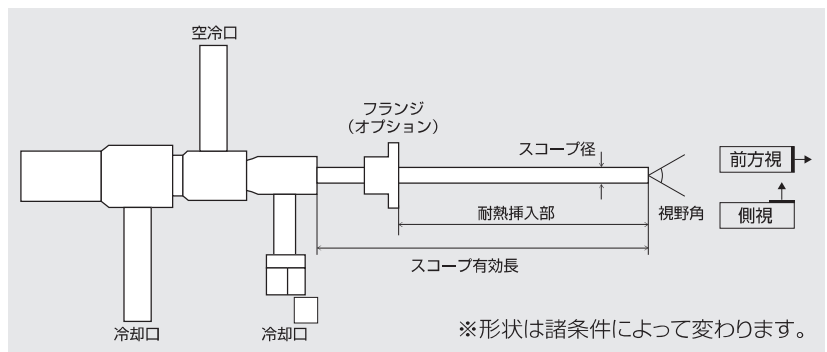 空冷口
フランジ
（オプション）
スコープ径
前方視
耐熱挿入部
視野角
側視
スコープ有効長
冷却口
冷却口
※形状は諸条件によって変わります。